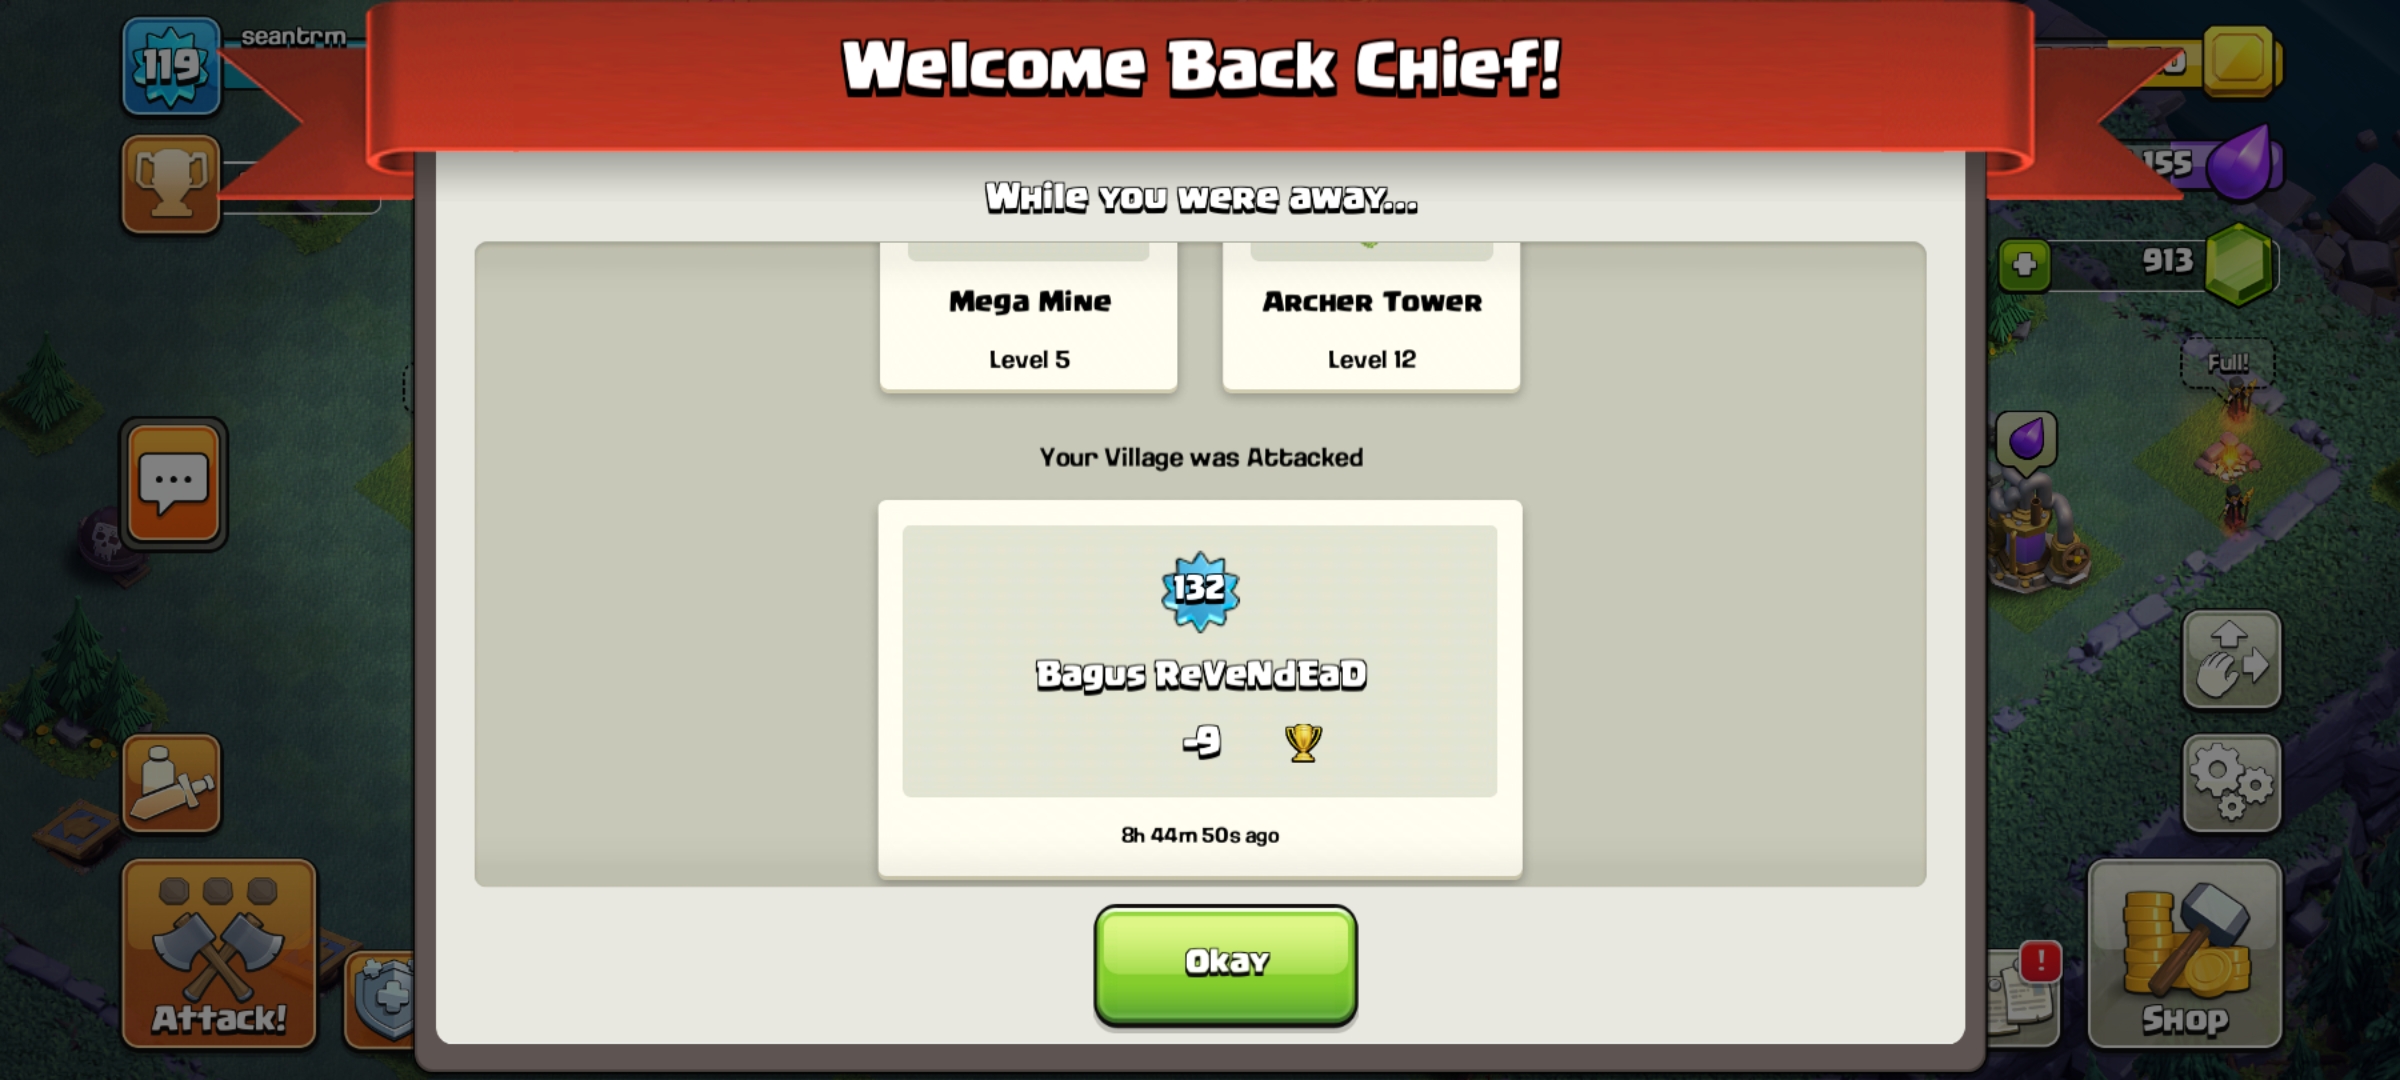 119
seantrm
Welcome Back Chief!
155
While you were away...
913
Mega Mine
Archer Tower
Level 5
Level 12
Full!
Your Village was Attacked
132
Bagus ReVeNdEaD
-9
8h 44m 50s ago
Okay
!
Attack!
Shop